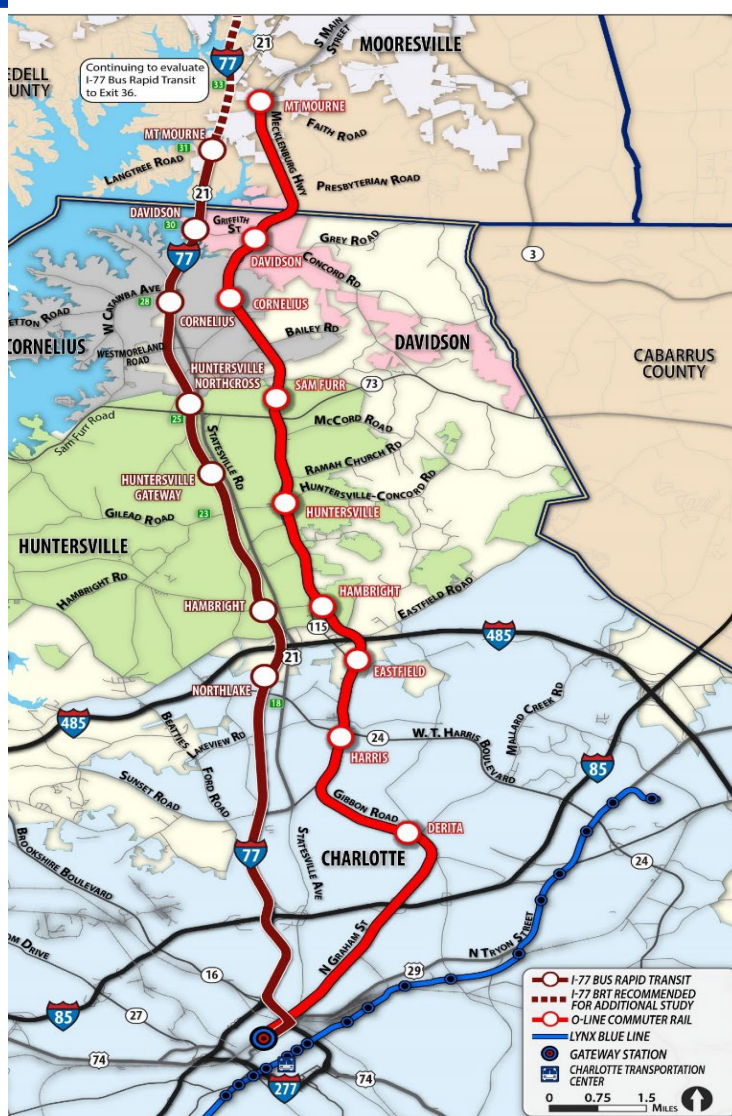 S MAIN
STREET
MOORESVILLE
21
77
EDELL
UNTY
Continuing to evaluate
I-77 Bus Rapid Transit
to Exit 36.
33
MT MOURNE
MECKLENBURG HWY
FAITH ROAD
MT MOURNE
31
LANGTREE ROAD
PRESBYTERIAN ROAD
21
DAVIDSON
30
GRIFFITH
ST
GREY ROAD
3
77
DAVIDSON
CONCORD RD
W CATAWBA AVE
28
CORNELIUS
CORNELIUS
ETTON ROAD
CORNELIUS
WESTMORELAND
ROAD
BAILEY RD
DAVIDSON
CABARRUS
COUNTY
HUNTERSVILLE
NORTHCROSS
SAM FURR
73
25
SAM FURR ROAD
STATESVILLE RD
MCCORD ROAD
RAMAH CHURCH RD
HUNTERSVILLE
GATEWAY
HUNTERSVILLE-CONCORD RD
GILEAD ROAD
23
HUNTERSVILLE
HUNTERSVILLE
HAMBRIGHT RD
HAMBRIGHT
HAMBRIGHT
EASTFIELD ROAD
115
485
21
EASTFIELD
NORTHLAKE
18
485
BEATTIES
FORD ROAD
LAKEVIEW RD
24
HARRIS
W. T. HARRIS
BOULEVARD
MALLARD CREEK RD
85
SUNSET ROAD
GIBBON ROAD
DERITA
77
STATESVILLE AVE
CHARLOTTE
BROOKSHIRE BOULEVARD
24
N GRAHAM ST
N TRYON STREET
OM DRIVE
16
29
85
27
74
277
74
I-77 BUS RAPID TRANSIT
I-77 BRT RECOMMENDED
FOR ADDITIONAL STUDY
O-LINE COMMUTER RAIL
LYNX BLUE LINE
GATEWAY STATION
CHARLOTTE TRANSPORTATION
CENTER
0 0.75 1.5
MILES